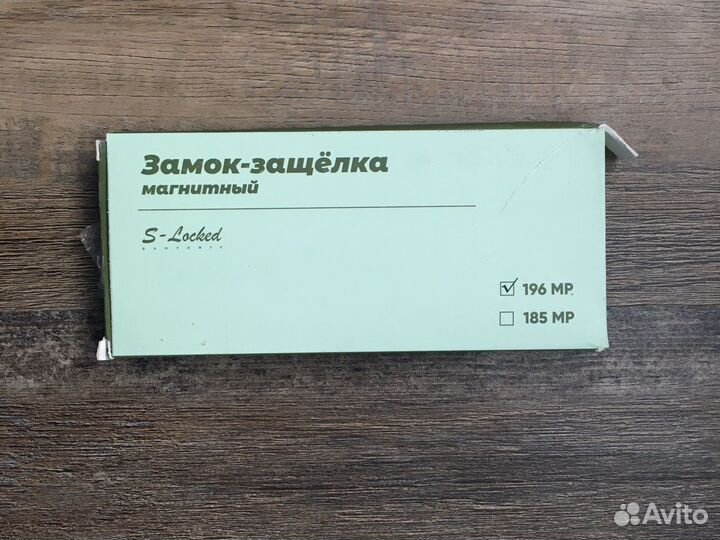 Замок-защёлка
магнитный
S-Locked
196 MP
185 MP
Avito